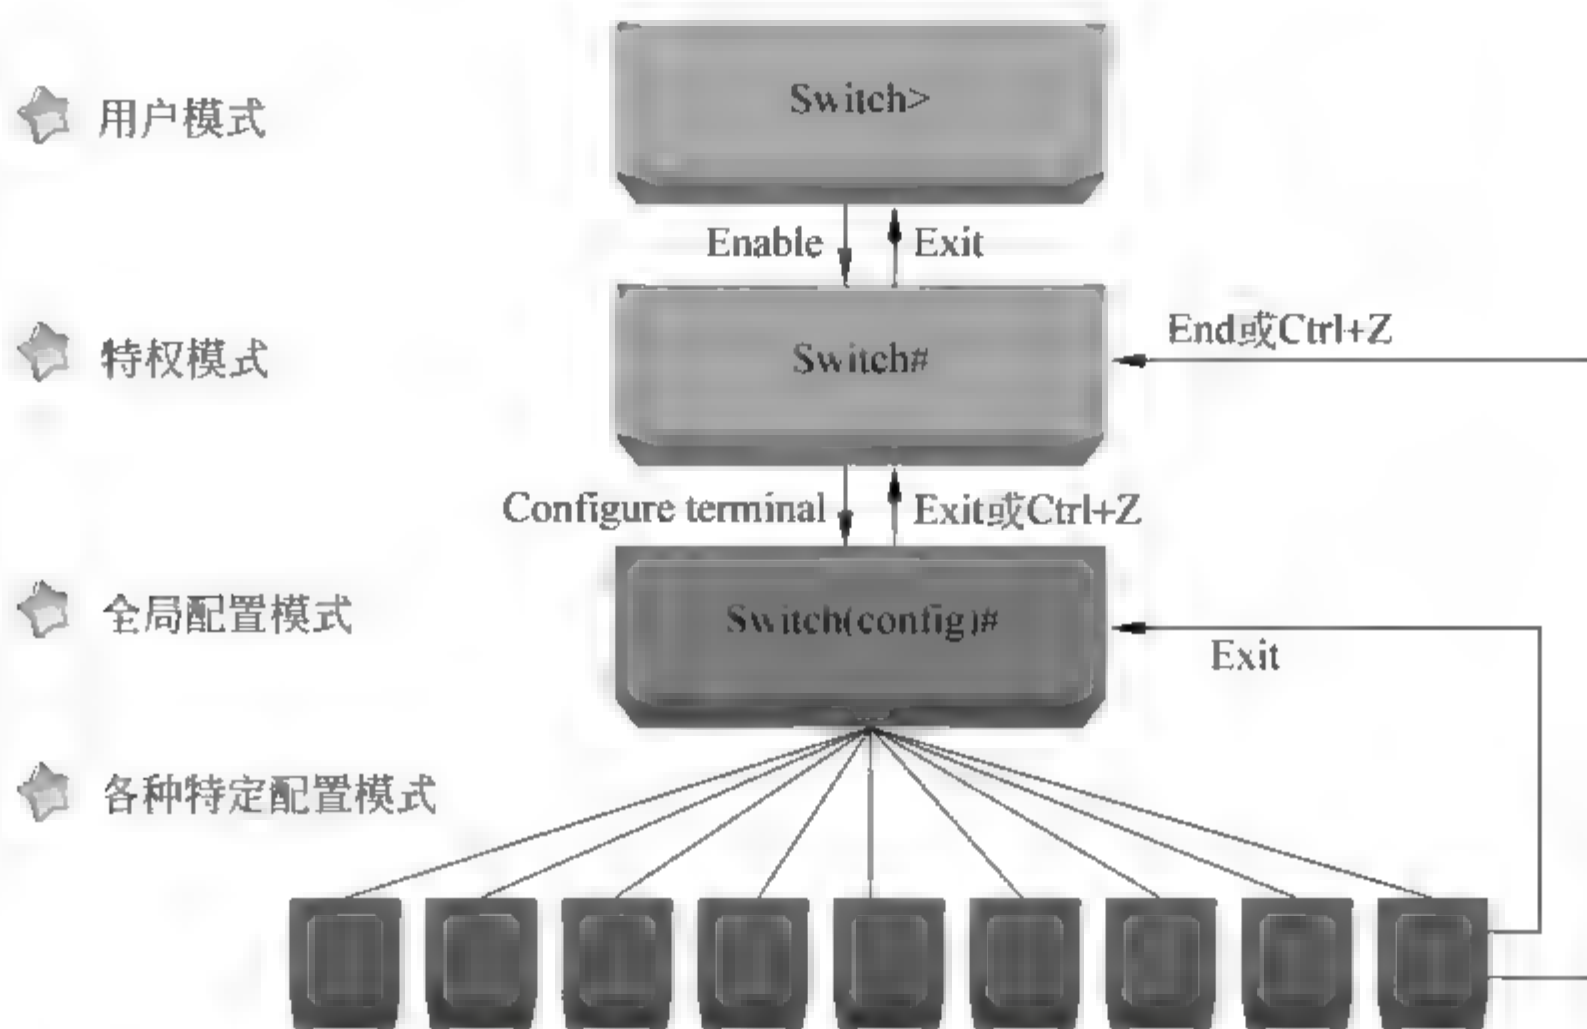 Switch>
用户模式
Enable
Exit
End或Ctrl+Z
特权模式
Switch#
Configure terminal
Exit或Ctrl+Z
全局配置模式
Switch(config)#
Exit
各种特定配置模式